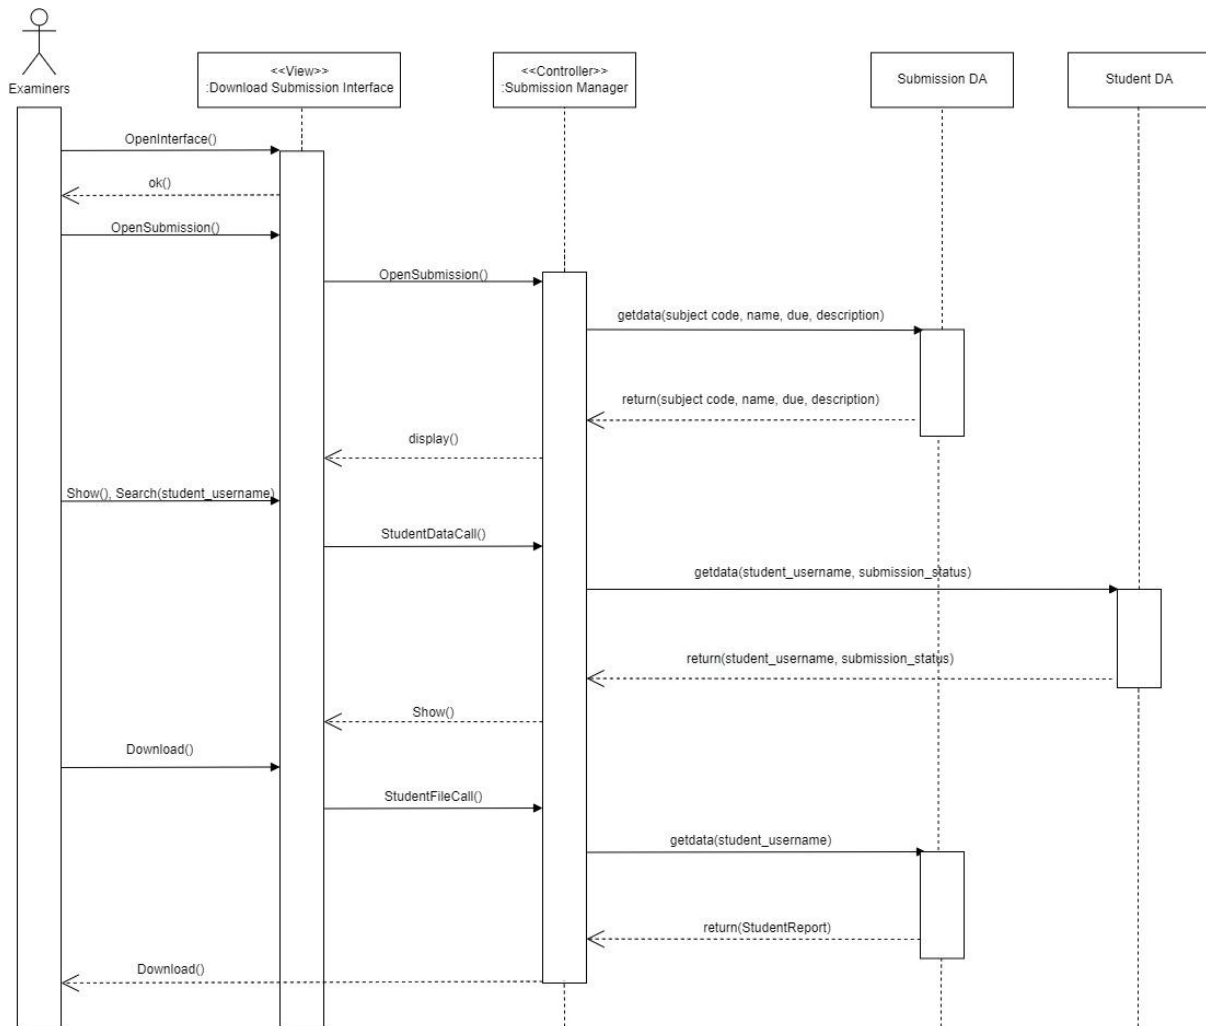 Examiners
<<View>>
:Download Submission Interface
<<Controller>>
:Submission Manager
Submission DA
Student DA
OpenInterface()
ok()
OpenSubmission()
OpenSubmission()
getdata(subject code, name, due, description)
return(subject code, name, due, description)
display()
Show(), Search(student_username)
StudentDataCall()
getdata(student_username, submission_status)
return(student_username, submission_status)
Show()
Download()
StudentFileCall()
getdata(student_username)
return(StudentReport)
Download()